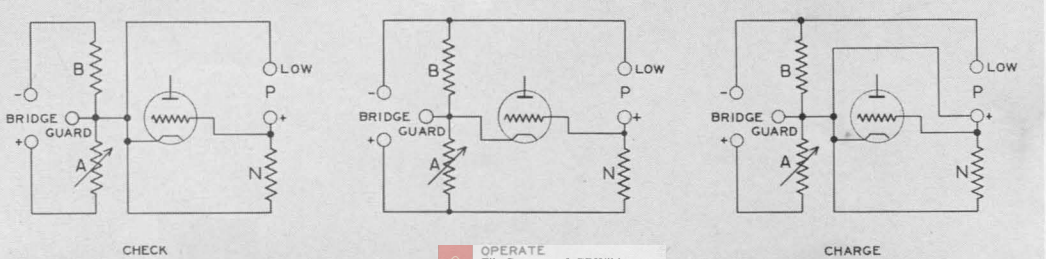 B
LOW
-
P
BRIDGE
GUARD
+
+
A
N
CHECK
B
LOW
-
P
BRIDGE
GUARD
+
+
A
N
OPERATE
B
LOW
-
P
BRIDGE
GUARD
+
+
A
N
CHARGE